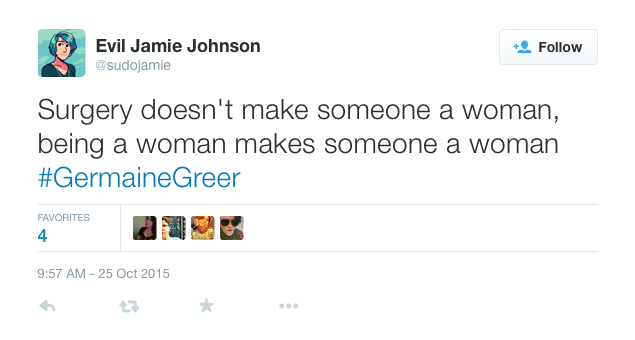 Evil Jamie Johnson
@sudojamie
Follow
Surgery doesn't make someone a woman,
being a woman makes someone a woman
#GermaineGreer
FAVORITES
4
9:57 AM - 25 Oct 2015